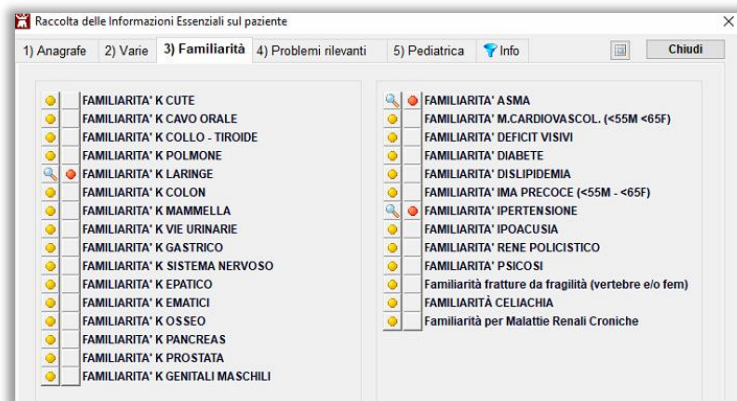 Raccolta delle Informazioni Essenziali sul paziente
1) Anagrafe 2) Varie 3) Familiarità 4) Problemi rilevanti 5) Pediatrica Info Chiudi
FAMILIARITA' K CUTE
FAMILIARITA' K CAVO ORALE
FAMILIARITA' K COLLO - TIROIDE
FAMILIARITA' K POLMONE
FAMILIARITA' K LARINGE
FAMILIARITA' K COLON
FAMILIARITA' K MAMMELLA
FAMILIARITA' K VIE URINARIE
FAMILIARITA' K GASTRICO
FAMILIARITA' K SISTEMA NERVOSO
FAMILIARITA' K EPATICO
FAMILIARITA' K EMATICI
FAMILIARITA' K OSSEO
FAMILIARITA' K PANCREAS
FAMILIARITA' K PROSTATA
FAMILIARITA' K GENITALI MASCHILI
FAMILIARITA' ASMA
FAMILIARITA' M.CARDIOVASCOL. (<55M <65F)
FAMILIARITA' DEFICIT VISIVI
FAMILIARITA' DIABETE
FAMILIARITA' DISLIPIDEMIA
FAMILIARITA' IMA PRECOCE (<55M - <65F)
FAMILIARITA' IPERTENSIONE
FAMILIARITA' IPOACUSIA
FAMILIARITA' RENE POLICISTICO
FAMILIARITA' PSICOSI
Familiarità fratture da fragilità (vertebre e/o fem)
FAMILIARITÀ CELIACHIA
Familiarità per Malattie Renali Croniche